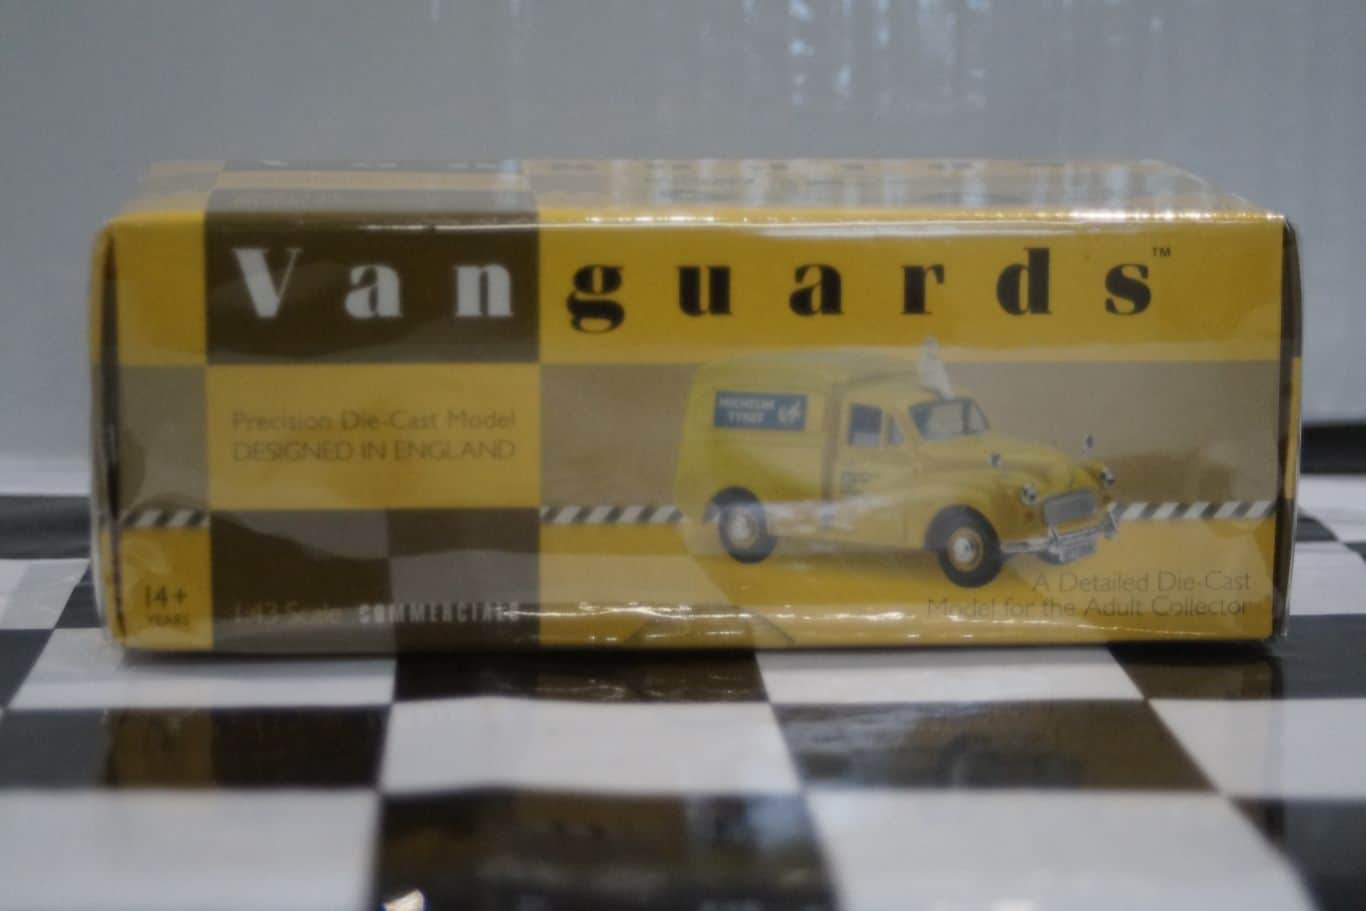 Vanguards™
Precision Die-Cast Model
DESIGNED IN ENGLAND
MICHELIN
TYRES
14+
YEARS
1:43 Scale COMMERCIALS
A Detailed Die-Cast
Model for the Adult Collector